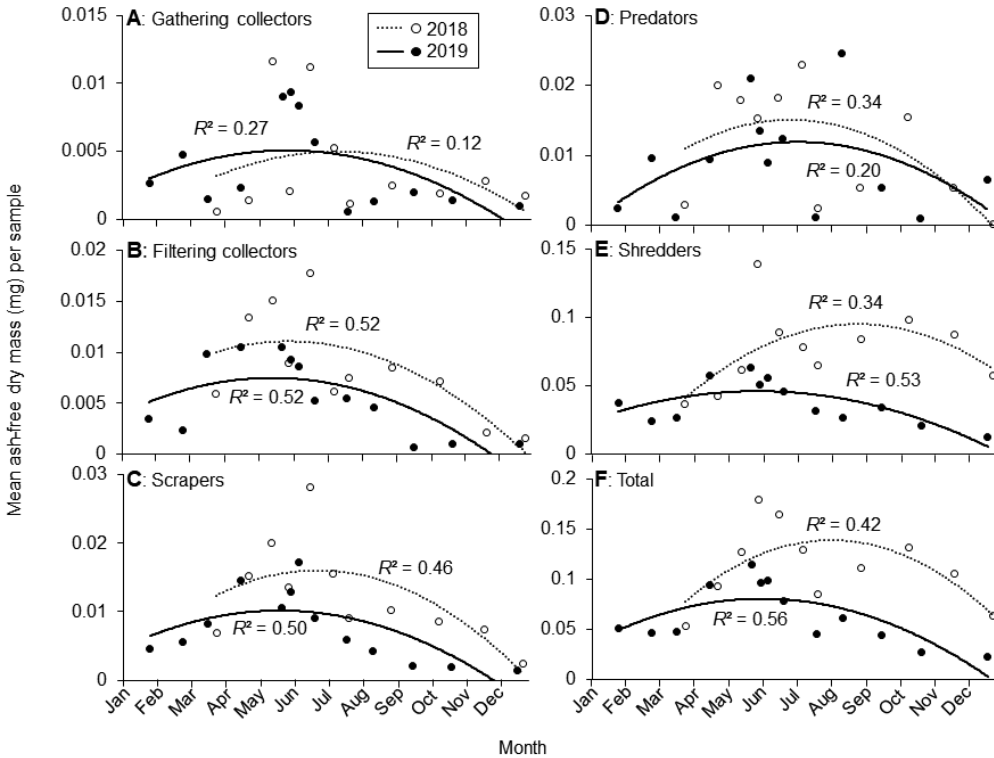 Mean ash-free dry mass (mg) per sample
A: Gathering collectors
0.015
0.01
0.005
0
R² = 0.27
R² = 0.12
2018
2019
B: Filtering collectors
0.02
0.015
0.01
0.005
0
R² = 0.52
R² = 0.52
C: Scrapers
0.03
0.02
0.01
0
R² = 0.46
R² = 0.50
Jan Feb Mar Apr May Jun Jul Aug Sep Oct Nov Dec
D: Predators
0.03
0.02
0.01
0
R² = 0.34
R² = 0.20
E: Shredders
0.15
0.1
0.05
0
R² = 0.34
R² = 0.53
F: Total
0.2
0.15
0.1
0.05
0
R² = 0.42
R² = 0.56
Jan Feb Mar Apr May Jun Jul Aug Sep Oct Nov Dec
Month